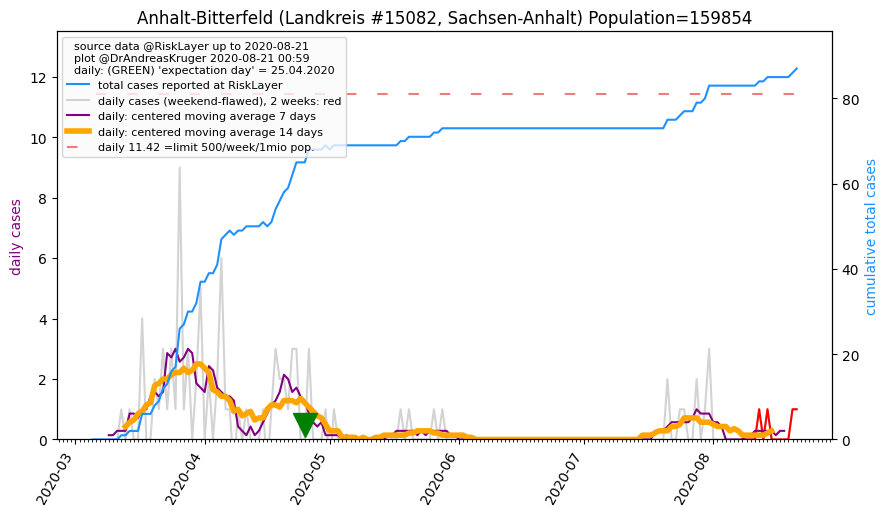 Anhalt-Bitterfeld (Landkreis #15082, Sachsen-Anhalt) Population=159854
source data @RiskLayer up to 2020-08-21
plot @DrAndreasKruger 2020-08-21 00:59
daily: (GREEN) 'expectation day' = 25.04.2020
total cases reported at RiskLayer
daily cases (weekend-flawed), 2 weeks: red
daily: centered moving average 7 days
daily: centered moving average 14 days
daily 11.42 =limit 500/week/1mio pop.
daily cases
12
10
8
6
4
2
0
cumulative total cases
80
60
40
20
0
2020-03
2020-04
2020-05
2020-06
2020-07
2020-08